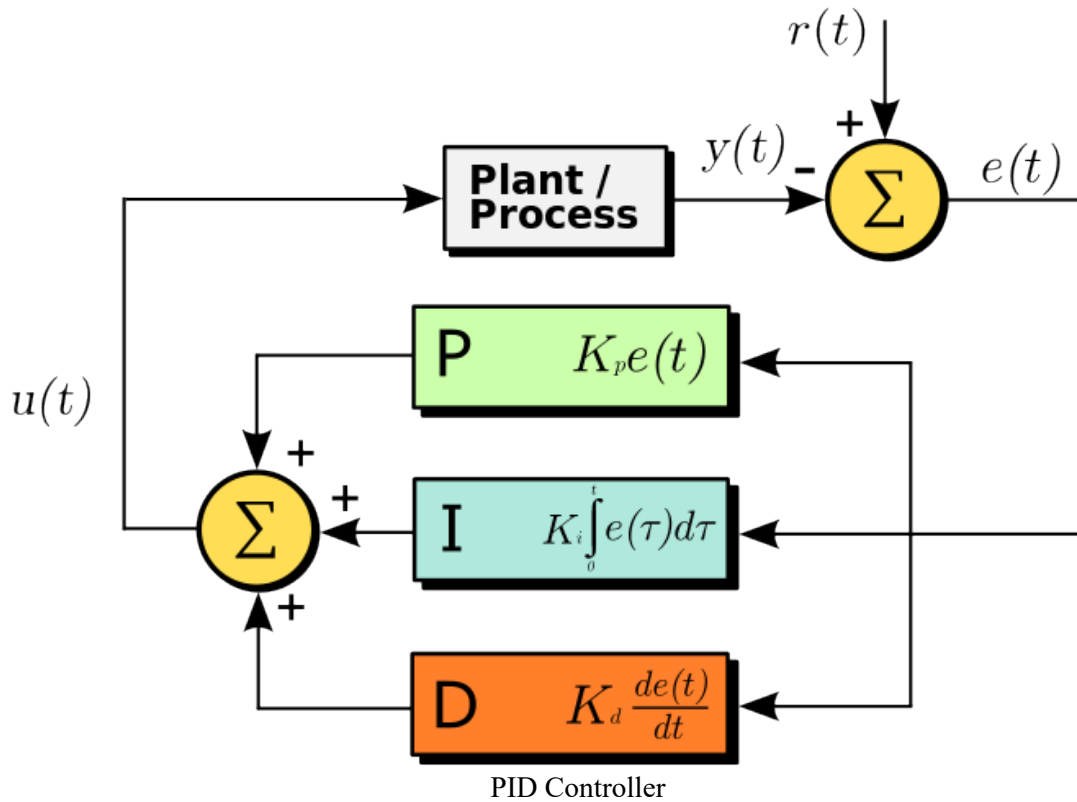 r(t)
+
Plant / 
Process
y(t)
-
Σ
e(t)
P K_p e(t)
u(t)
+
+
Σ
I K_i ∫_0^t e(τ)dτ
+
D K_d de(t)/dt
PID Controller